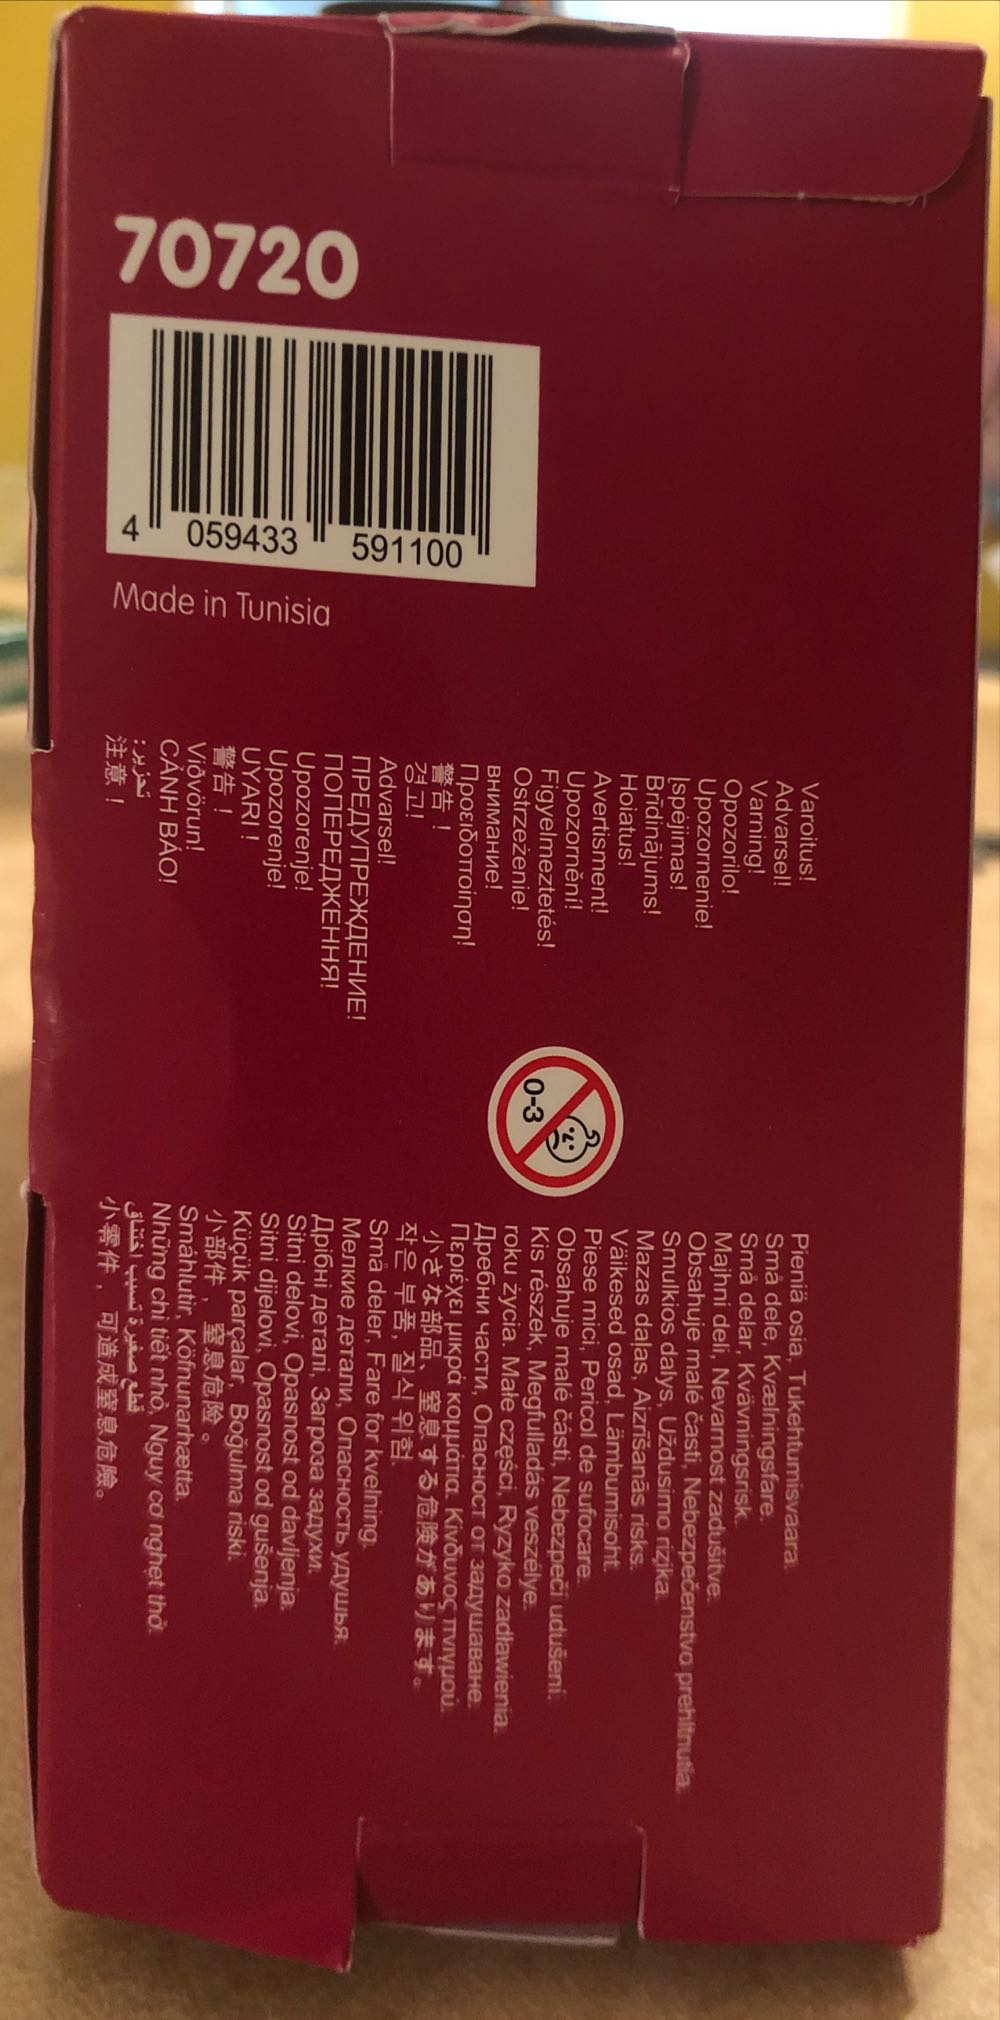 70720
4 059433 591100
Made in Tunisia
Varoitus!
Advarsel!
Varning!
Opozorilo!
Upozornenie!
Įspėjimas!
Brīdinājums!
Hoiatus!
Avertisment!
Upozornění!
Figyelmeztetés!
Ostrzeżenie!
внимание!
Προειδοποίηση!
警告！
경고!
Advarsel!
ПРЕДУПРЕЖДЕНИЕ!
ПОПЕРЕДЖЕННЯ!
Upozorenje!
Upozorenje!
UYARI !
警告！
Viðvörun!
CẢNH BÁO!
تحزير:
注意！
0-3
Pieniä osia, Tukehtumisvaara.
Små dele, Kvælningsfare.
Små delar, Kvävningsrisk.
Majhni deli, Nevarnost zadušitve.
Obsahuje malé časti, Nebezpečenstvo prehltnutia.
Smulkios dalys, Uždusimo rizika.
Mazas daļas, Aizrīšanās risks.
Väikesed osad, Lämbumisoht.
Piese mici, Pericol de sufocare.
Obsahuje malé části, Nebezpečí udušení.
Kis részek, Megfulladás veszélye.
roku życia. Małe części, Ryzyko zadławienia.
Дребни части, Опасност от задушаване.
Περιέχει μικρά κομμάτια. Κίνδυνος πνιγμού.
小さな部品、窒息する危険があります。
작은 부품, 질식 위험.
Små deler, Fare for kvelning.
Мелкие детали, Опасность удушья.
Дрібні деталі, Загроза задухи.
Sitni delovi, Opasnost od davljenja.
Sitni dijelovi, Opasnost od gušenja.
Küçük parçalar, Boğulma riski.
小部件，窒息危险。
Smáhlutir, Köfnunarhætta.
Những chi tiết nhỏ, Nguy cơ nghẹt thở.
قطع صغيرة تسبب اختناق
小零件，可造成窒息危險。